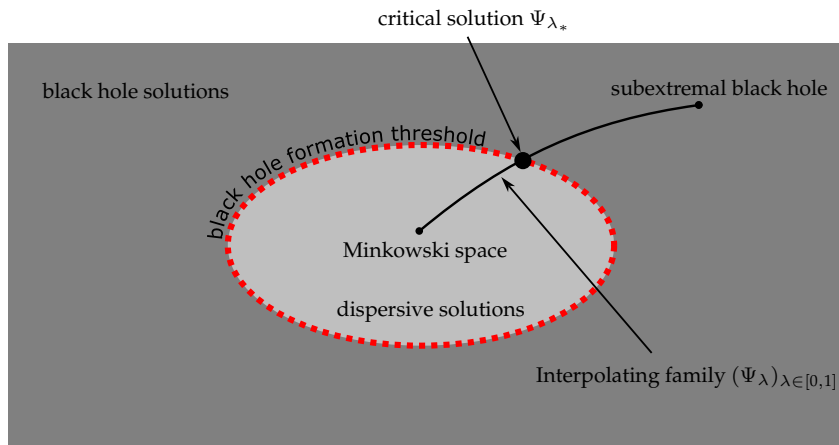 critical solution Ψ_{λ_*}
black hole solutions
subextremal black hole
black hole formation threshold
Minkowski space
dispersive solutions
Interpolating family (Ψ_λ)_{λ∈[0,1]}